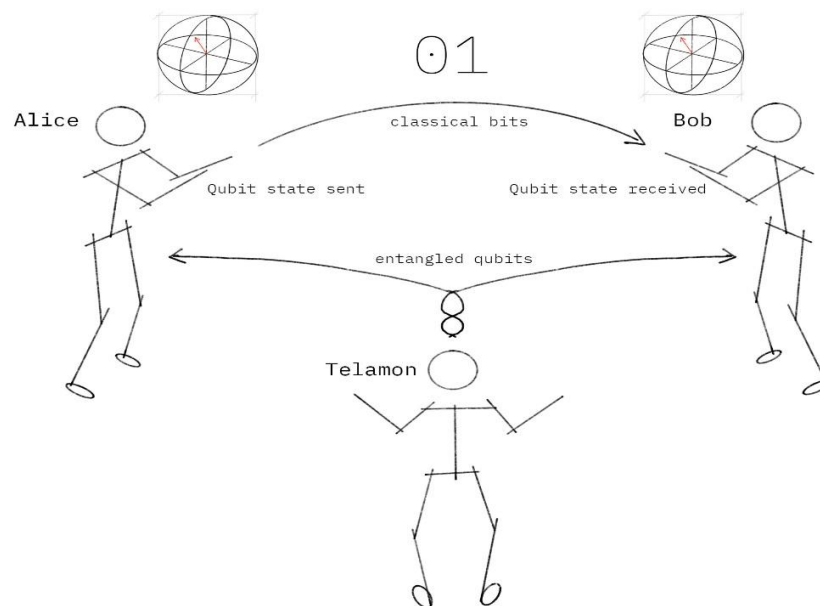 01
Alice
classical bits
Bob
Qubit state sent
Qubit state received
entangled qubits
Telamon